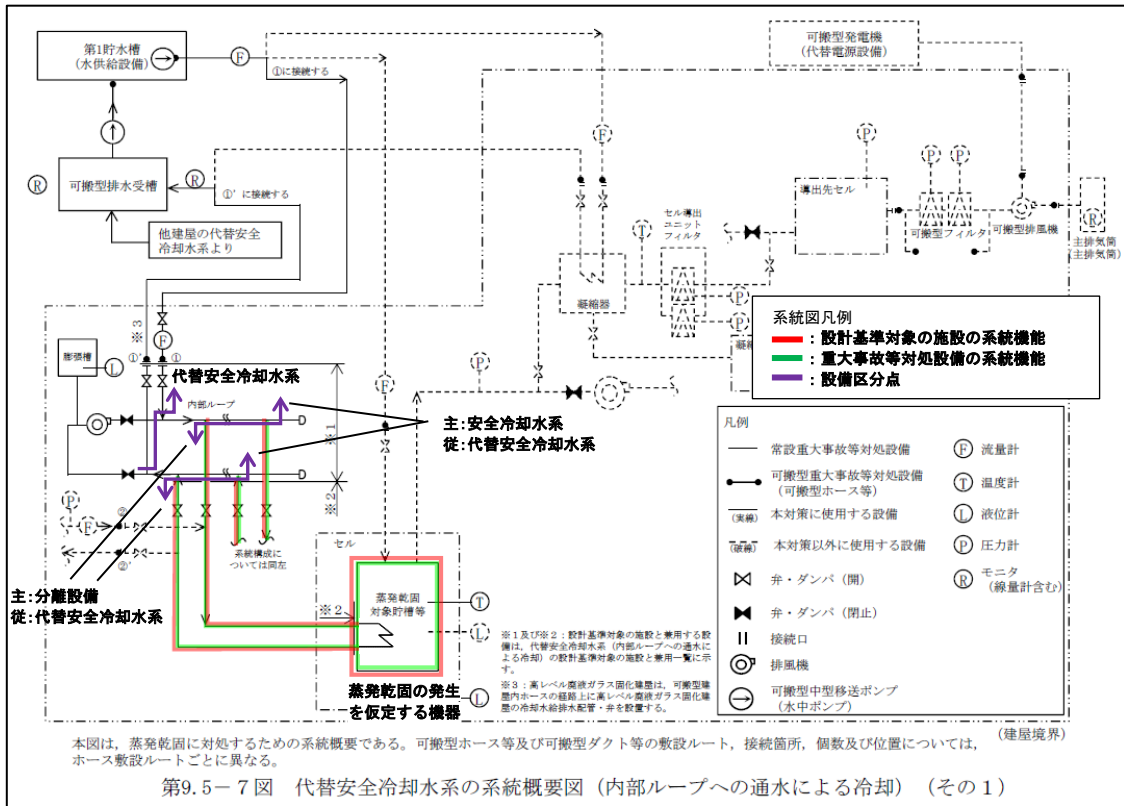 第1貯水槽
(水供給設備)
F
①に接続する
可搬型発電機
(代替電源設備)
R
可搬型排水受槽
R
①’に接続する
他建屋の代替安全
冷却水系より
F
P
P
P
導出先セル
セル導出
ユニット
フィルタ
T
可搬型フィルタ
可搬型排風機
R
主排気筒
(主排気筒)
凝縮器
P
P
凝縮
系統図凡例
:設計基準対象の施設の系統機能
:重大事故等対処設備の系統機能
:設備区分点
※3
F
膨張槽
L
①’
①
代替安全冷却水系
内部ループ
P
F
※1
※2
主:安全冷却水系
従:代替安全冷却水系
P
F
②
②’
系統構成に
ついては同左
主:分離設備
従:代替安全冷却水系
セル
※2
蒸発乾固
対象貯槽等
T
L
L
蒸発乾固の発生
を仮定する機器
※1及び※2:設計基準対象の施設と兼用する設
備は、代替安全冷却水系(内部ループへの通水に
よる冷却)の設計基準対象の施設と兼用一覧に示
す。
※3:高レベル廃液ガラス固化建屋は、可搬型建
屋内ホースの経路上に高レベル廃液ガラス固化建
屋の冷却水給排水配管・弁を設置する。
凡例
常設重大事故等対処設備
可搬型重大事故等対処設備
(可搬型ホース等)
(実線)
本対策に使用する設備
(破線)
本対策以外に使用する設備
弁・ダンパ(開)
弁・ダンパ(閉止)
接続口
排風機
可搬型中型移送ポンプ
(水中ポンプ)
F 流量計
T 温度計
L 液位計
P 圧力計
R モニタ
(線量計含む)
(建屋境界)
本図は、蒸発乾固に対処するための系統概要である。可搬型ホース等及び可搬型ダクト等の敷設ルート、接続箇所、個数及び位置については、
ホース敷設ルートごとに異なる。
第9.5-7図 代替安全冷却水系の系統概要図(内部ループへの通水による冷却)(その1)